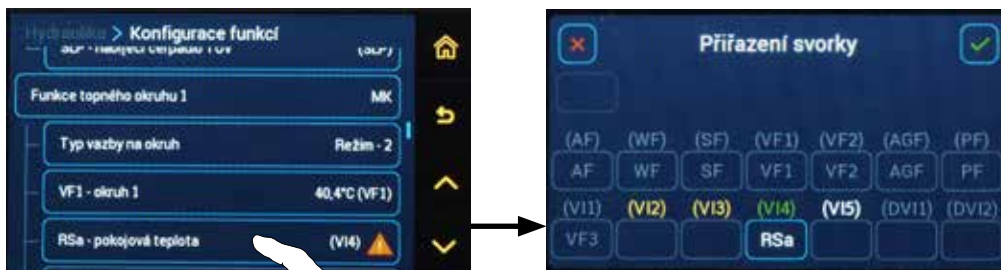 Hydraulika > Konfigurace funkcí
SLP - nabíjecí čerpadlo TUV (SLP)
Funkce topného okruhu 1 MK
Typ vazby na okruh Režim - 2
VF1 - okruh 1 40,4°C (VF1)
RSa - pokojová teplota (VI4)
Přiřazení svorky
(AF) (WF) (SF) (VF1) (VF2) (AGF) (PF)
AF WF SF VF1 VF2 AGF PF
(VI1) (VI2) (VI3) (VI4) (VI5) (DVI1) (DVI2)
VF3 RSa